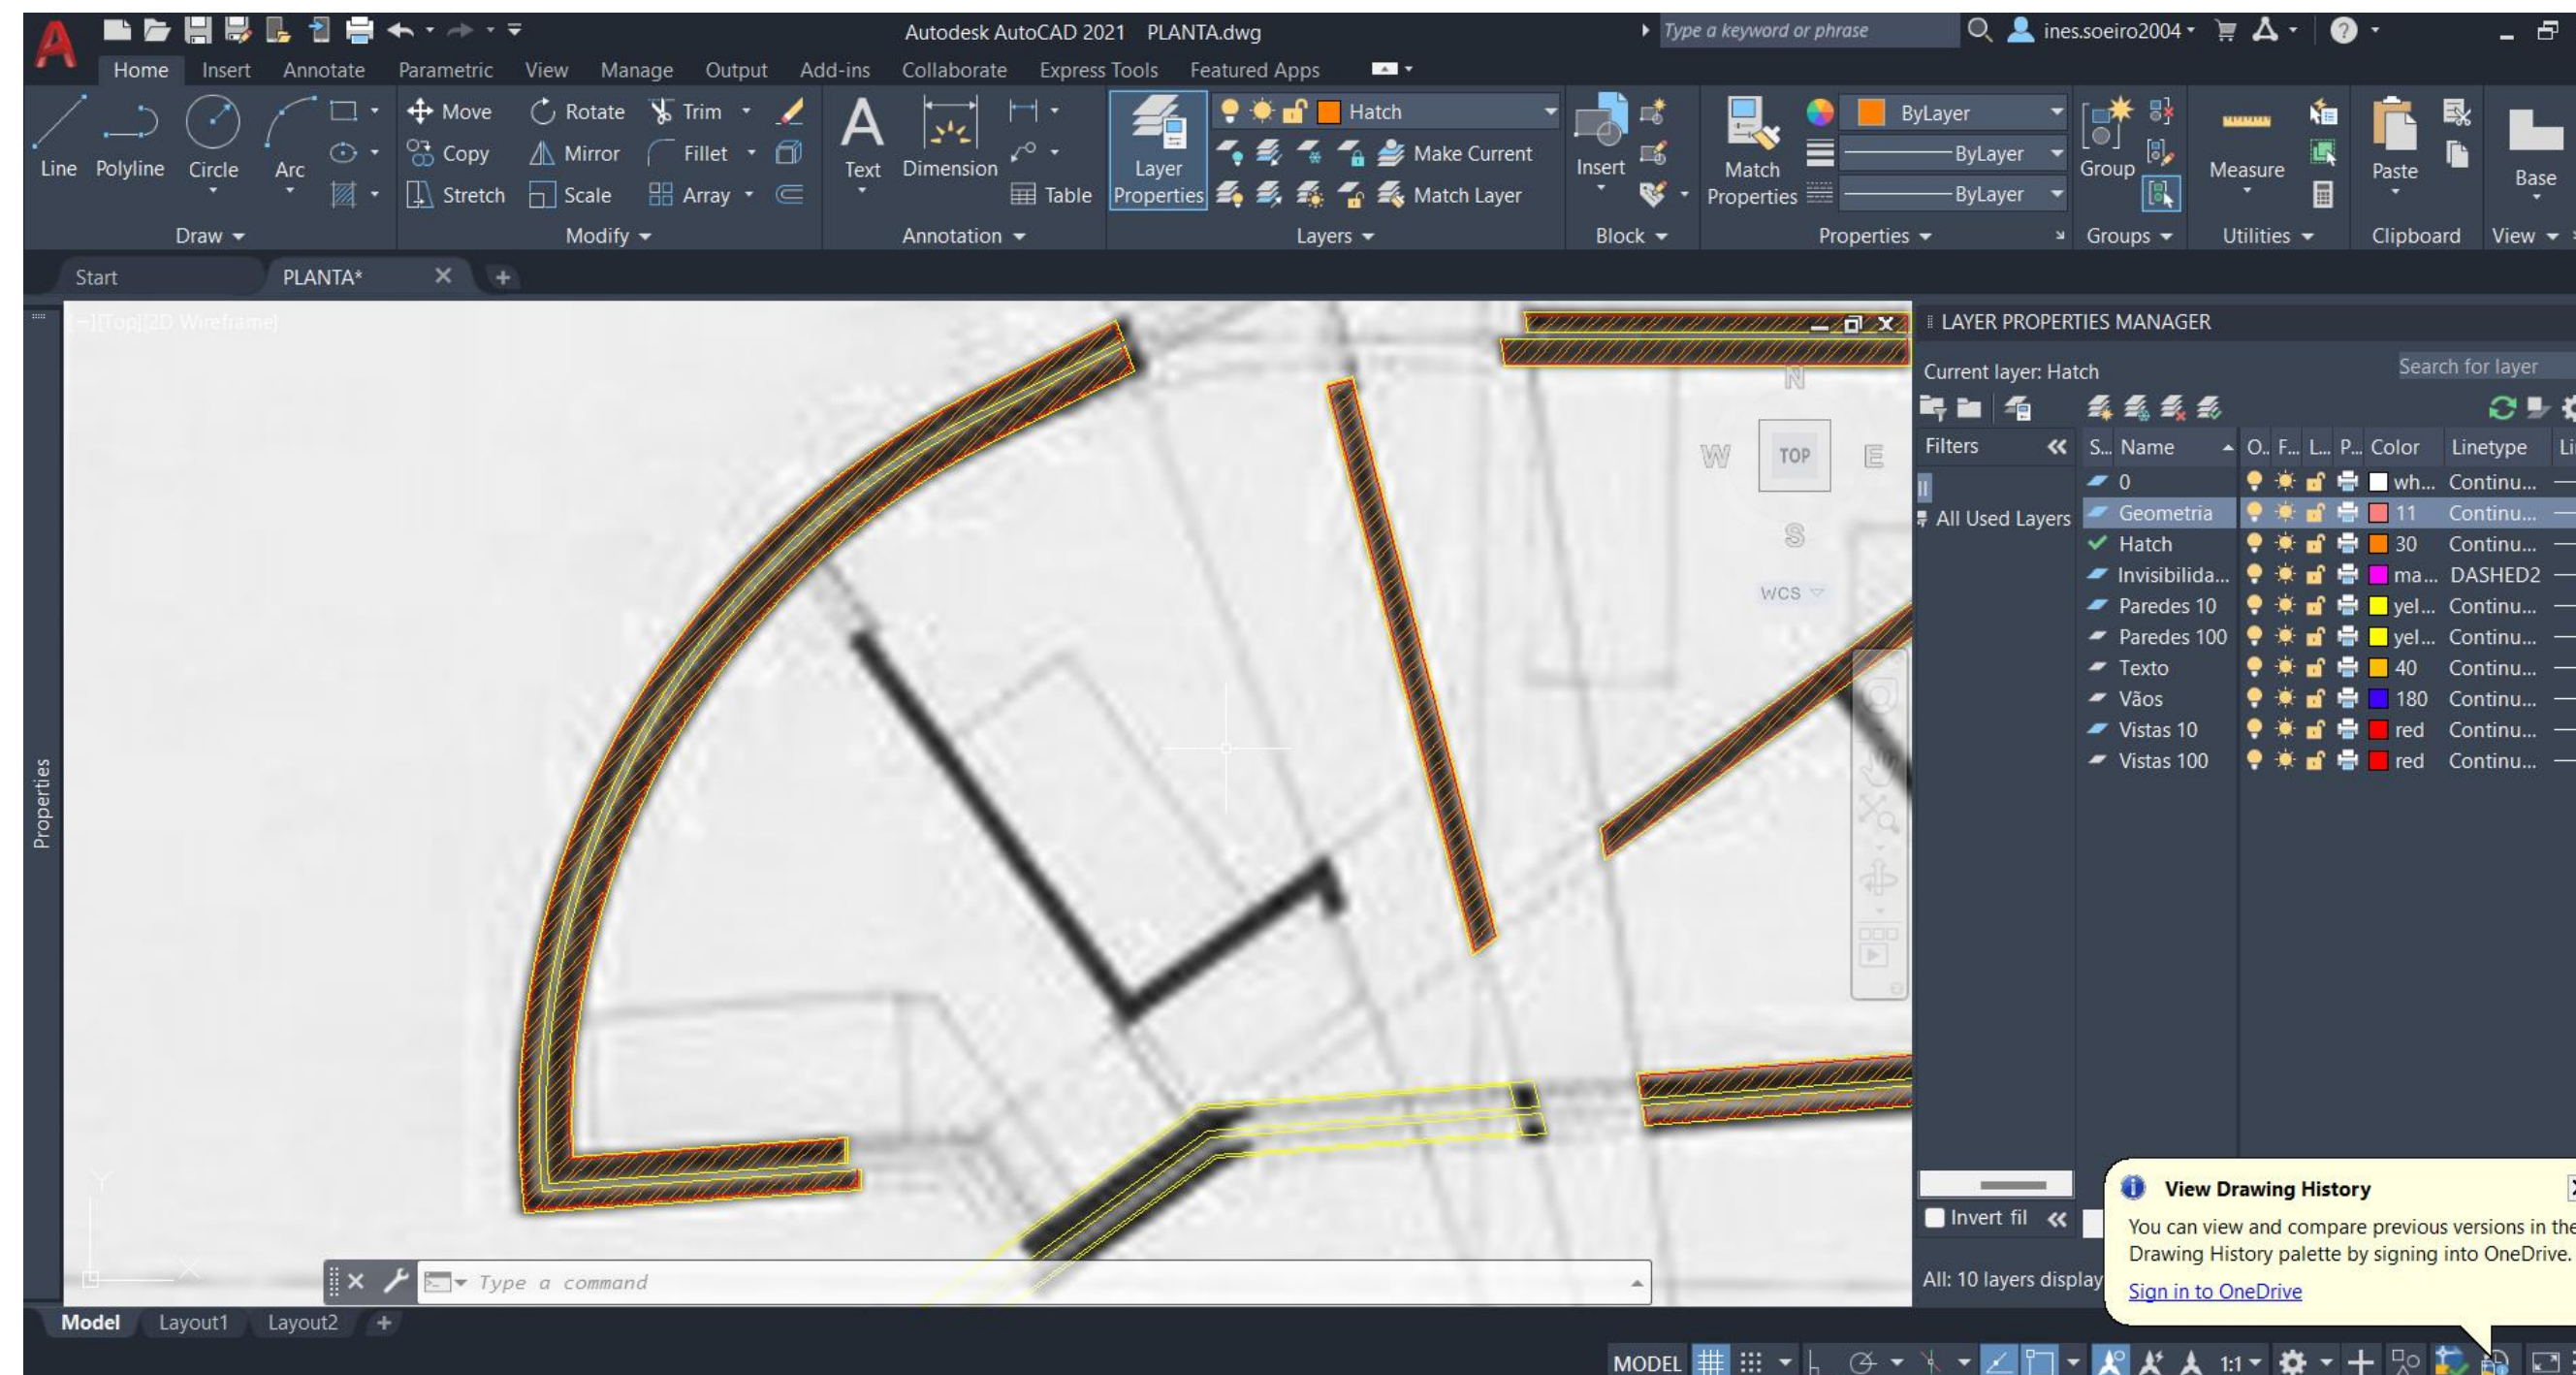 Autodesk AutoCAD 2021 PLANTA.dwg Type a keyword or phrase ines.soeiro2004
Home Insert Annotate Parametric View Manage Output Add-ins Collaborate Express Tools Featured Apps
Line Polyline Circle Arc
Move Rotate Trim
Copy Mirror Fillet
Stretch Scale Array
Text Dimension Table
Layer Properties
Hatch
Make Current
Match Layer
Insert
Match Properties
ByLayer
ByLayer
ByLayer
Group Measure Paste Base
Draw Modify Annotation Layers Block Properties Groups Utilities Clipboard View
Start PLANTA*
[-][Top][2D Wireframe]
Properties
N
W TOP E
S
WCS
Y
X
Type a command
Model Layout1 Layout2
LAYER PROPERTIES MANAGER
Current layer: Hatch Search for layer
Filters
All Used Layers
S... Name O.. F... L... P... Color Linetype Li
0 wh... Continu...
Geometria 11 Continu...
Hatch 30 Continu...
Invisibilida... ma... DASHED2
Paredes 10 yel... Continu...
Paredes 100 yel... Continu...
Texto 40 Continu...
Vãos 180 Continu...
Vistas 10 red Continu...
Vistas 100 red Continu...
Invert fil
All: 10 layers display
View Drawing History
You can view and compare previous versions in the
Drawing History palette by signing into OneDrive.
Sign in to OneDrive
MODEL 1:1